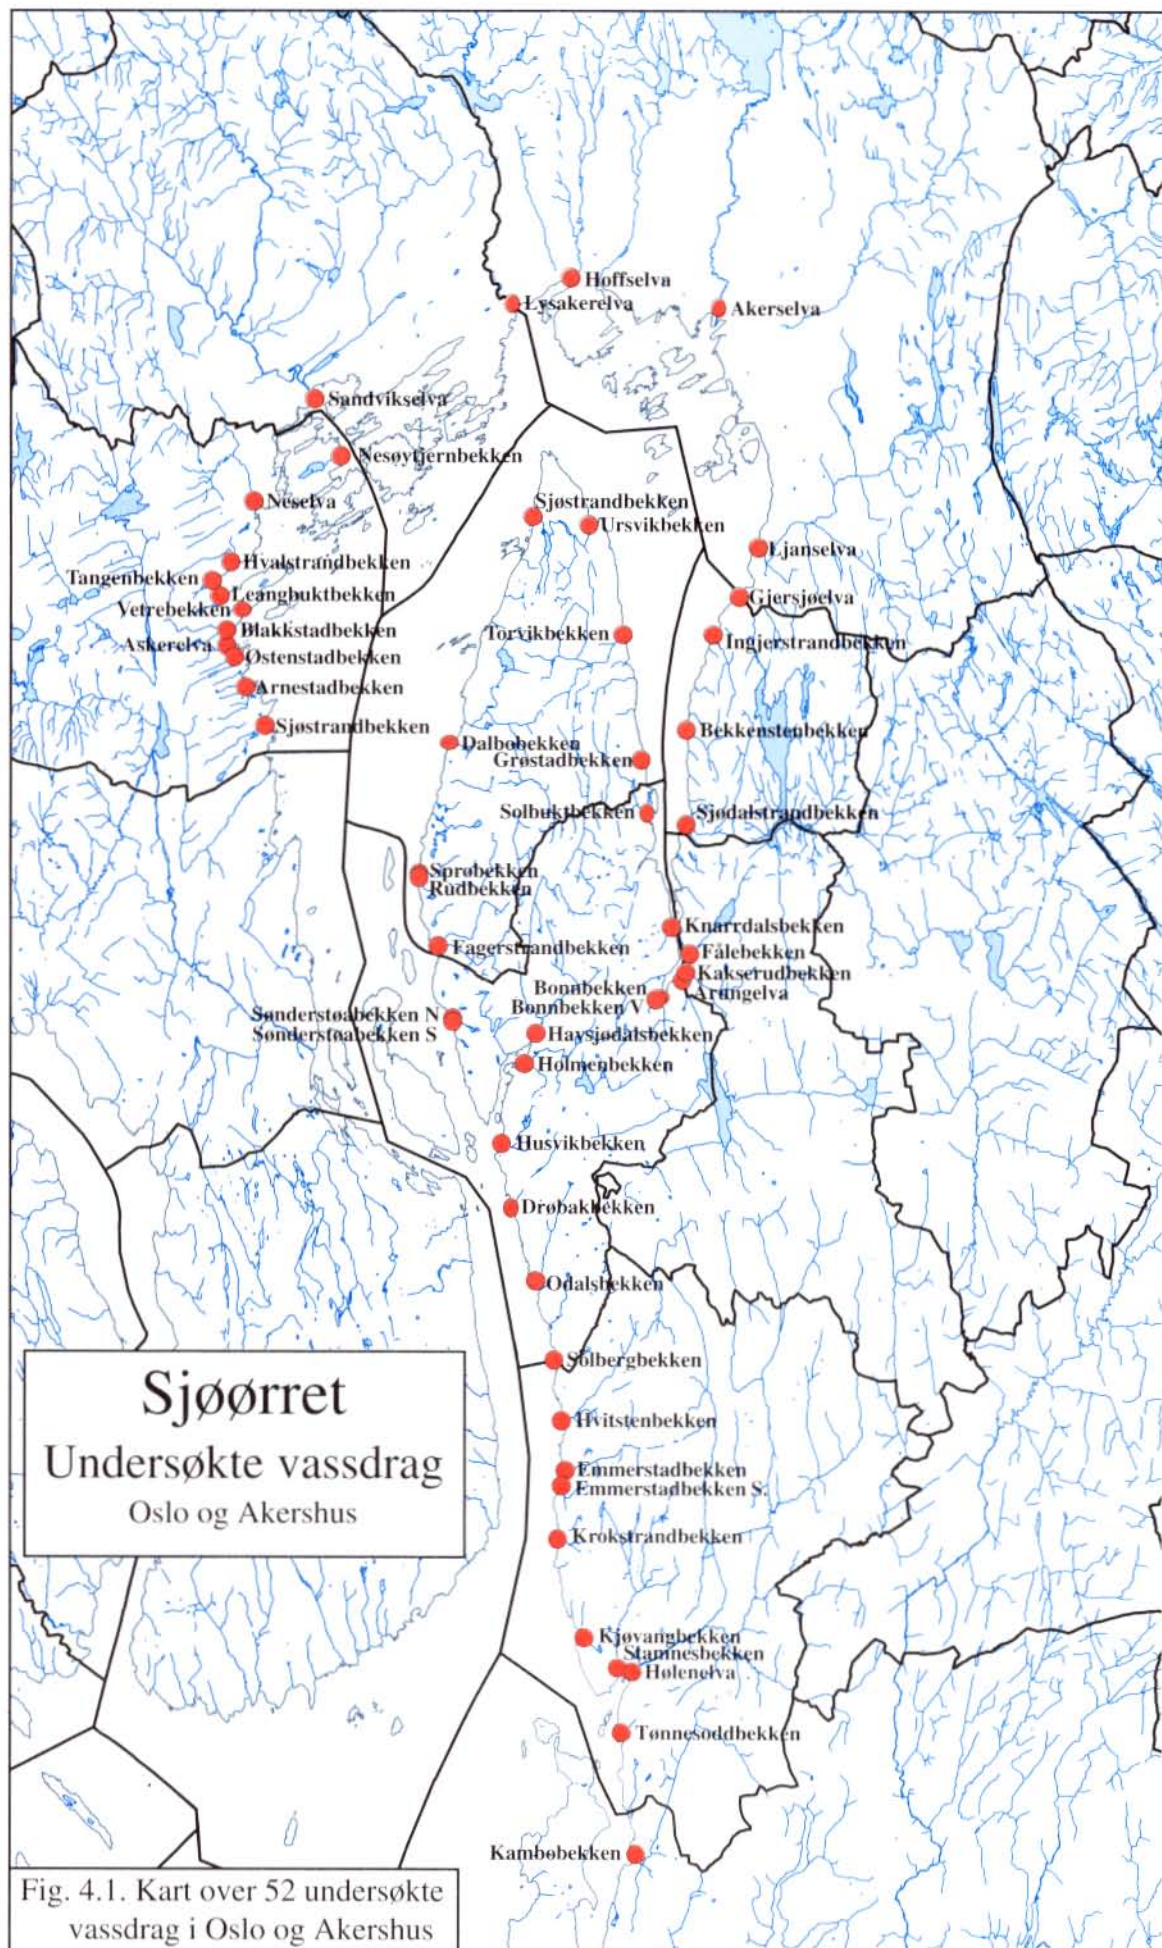 Hoffselva
Lysakerelva
Akerselva
Sandvikselva
Nesøytjernbekken
Neselva
Sjøstrandbekken
Ursvikbekken
Ljanselva
Hvalstrandbekken
Tangenbekken
Leangbuktbekken
Vetrebekken
Gjersjøelva
Blakkstadbekken
Askerelva
Østenstadbekken
Torvikbekken
Ingjerstrandbekken
Arnestadbekken
Sjøstrandbekken
Bekkenstenbekken
Dalbobekken
Grøstadbekken
Solbuktbekken
Sjødalstrandbekken
Sprobekken
Rudbekken
Knarrdalsbekken
Fagerstrandbekken
Fålebekken
Kakserudbekken
Bonnbekken
Årungelva
Bonnbekken V
Sønderstøabekken N
Sønderstøabekken S
Havsjødalsbekken
Holmenbekken
Husvikbekken
Drøbakbekken
Odalsbekken
Solbergbekken
Sjøørret
Undersøkte vassdrag
Oslo og Akershus
Hvitstenbekken
Emmerstadbekken
Emmerstadbekken S.
Krokstrandbekken
Kjøvangbekken
Stamnesbekken
Hølenelva
Tønnesoddbekken
Kambobekken
Fig. 4.1. Kart over 52 undersøkte
vassdrag i Oslo og Akershus